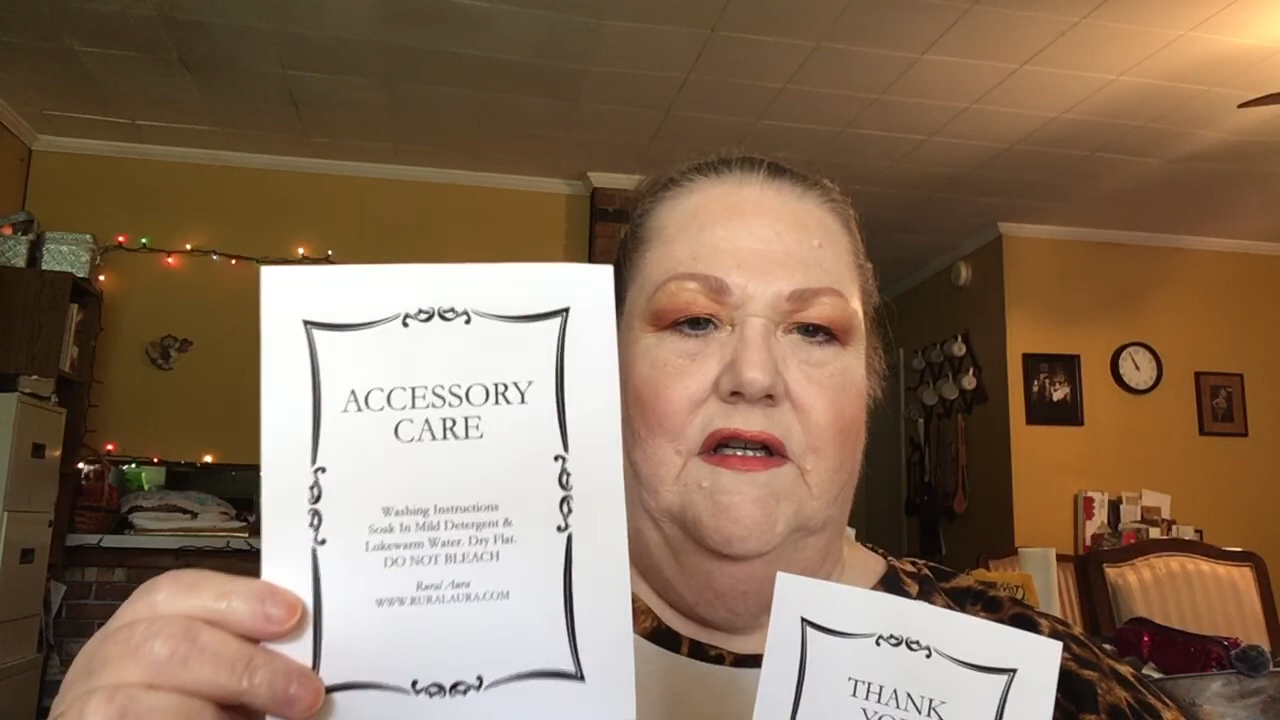 ACCESSORY
CARE
Washing Instructions
Soak In Mild Detergent &
Lukewarm Water. Dry Flat.
DO NOT BLEACH
Rural Aura
WWW.RURALAURA.COM
THANK
YOU